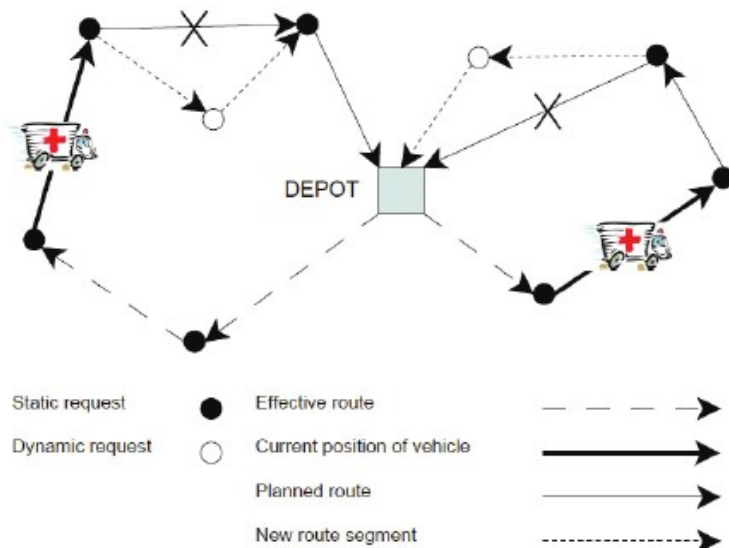 DEPOT
Static request Effective route
Dynamic request Current position of vehicle
Planned route
New route segment